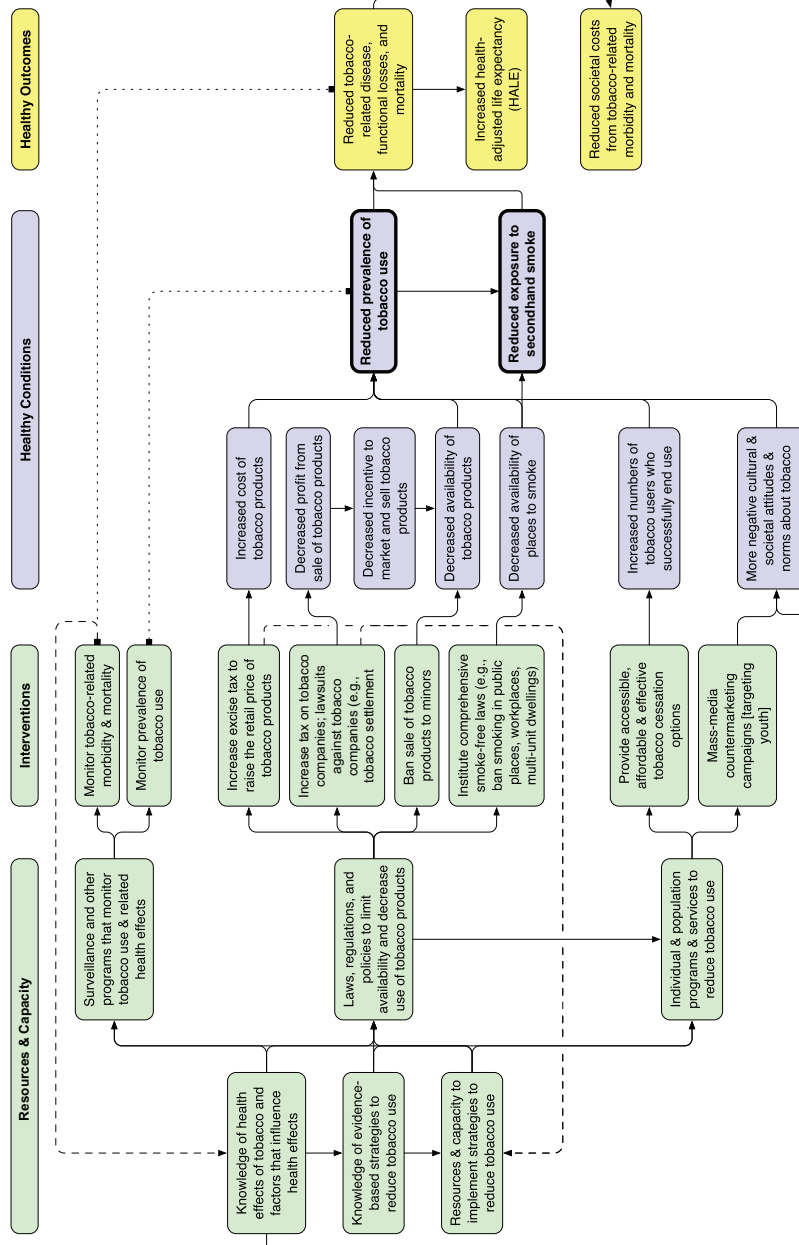 Resources & Capacity
Interventions
Healthy Conditions
Healthy Outcomes
Knowledge of health
effects of tobacco and
factors that influence
health effects
Knowledge of evidence-
based strategies to
reduce tobacco use
Resources & capacity to
implement strategies to
reduce tobacco use
Surveillance and other
programs that monitor
tobacco use & related
health effects
Laws, regulations, and
policies to limit
availability and decrease
use of tobacco products
Individual & population
programs & services to
reduce tobacco use
Monitor tobacco-related
morbidity & mortality
Monitor prevalence of
tobacco use
Increase excise tax to
raise the retail price of
tobacco products
Increase tax on tobacco
companies; lawsuits
against tobacco
companies (e.g.,
tobacco settlement
Ban sale of tobacco
products to minors
Institute comprehensive
smoke-free laws (e.g.,
ban smoking in public
places, workplaces,
multi-unit dwellings)
Provide accessible,
affordable & effective
tobacco cessation
options
Mass-media
countermarketing
campaigns [targeting
youth]
Increased cost of
tobacco products
Decreased profit from
sale of tobacco products
Decreased incentive to
market and sell tobacco
products
Decreased availability of
tobacco products
Decreased availability of
places to smoke
Increased numbers of
tobacco users who
successfully end use
More negative cultural &
societal attitudes &
norms about tobacco
Reduced prevalence of
tobacco use
Reduced exposure to
secondhand smoke
Reduced tobacco-
related disease,
functional losses, and
mortality
Increased health-
adjusted life expectancy
(HALE)
Reduced societal costs
from tobacco-related
morbidity and mortality